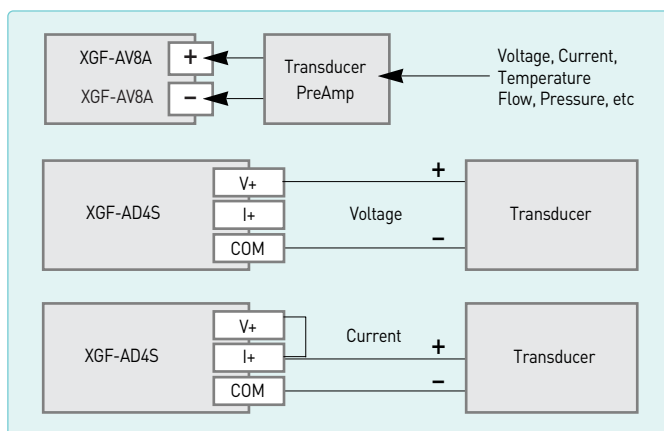 XGF-AV8A
XGF-AV8A
+
−
Transducer
PreAmp
Voltage, Current,
Temperature
Flow, Pressure, etc
XGF-AD4S
V+
I+
COM
Voltage
+
−
Transducer
XGF-AD4S
V+
I+
COM
Current
+
−
Transducer